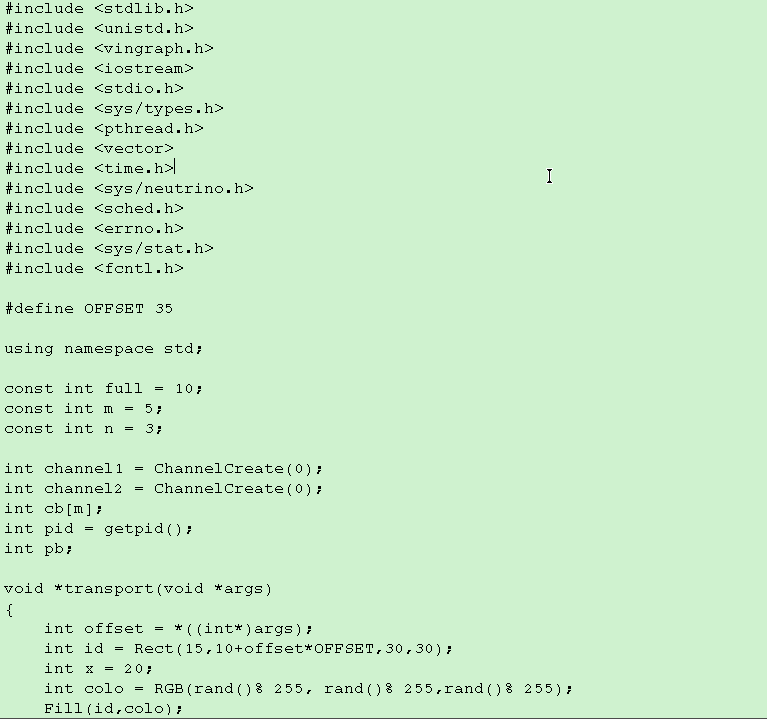 #include <stdlib.h>
#include <unistd.h>
#include <vingraph.h>
#include <iostream>
#include <stdio.h>
#include <sys/types.h>
#include <pthread.h>
#include <vector>
#include <time.h>
#include <sys/neutrino.h>
#include <sched.h>
#include <errno.h>
#include <sys/stat.h>
#include <fcntl.h>

#define OFFSET 35

using namespace std;

const int full = 10;
const int m = 5;
const int n = 3;

int channel1 = ChannelCreate(0);
int channel2 = ChannelCreate(0);
int cb[m];
int pid = getpid();
int pb;

void *transport(void *args)
{
    int offset = *((int*)args);
    int id = Rect(15,10+offset*OFFSET,30,30);
    int x = 20;
    int colo = RGB(rand()% 255, rand()% 255,rand()% 255);
    Fill(id,colo);